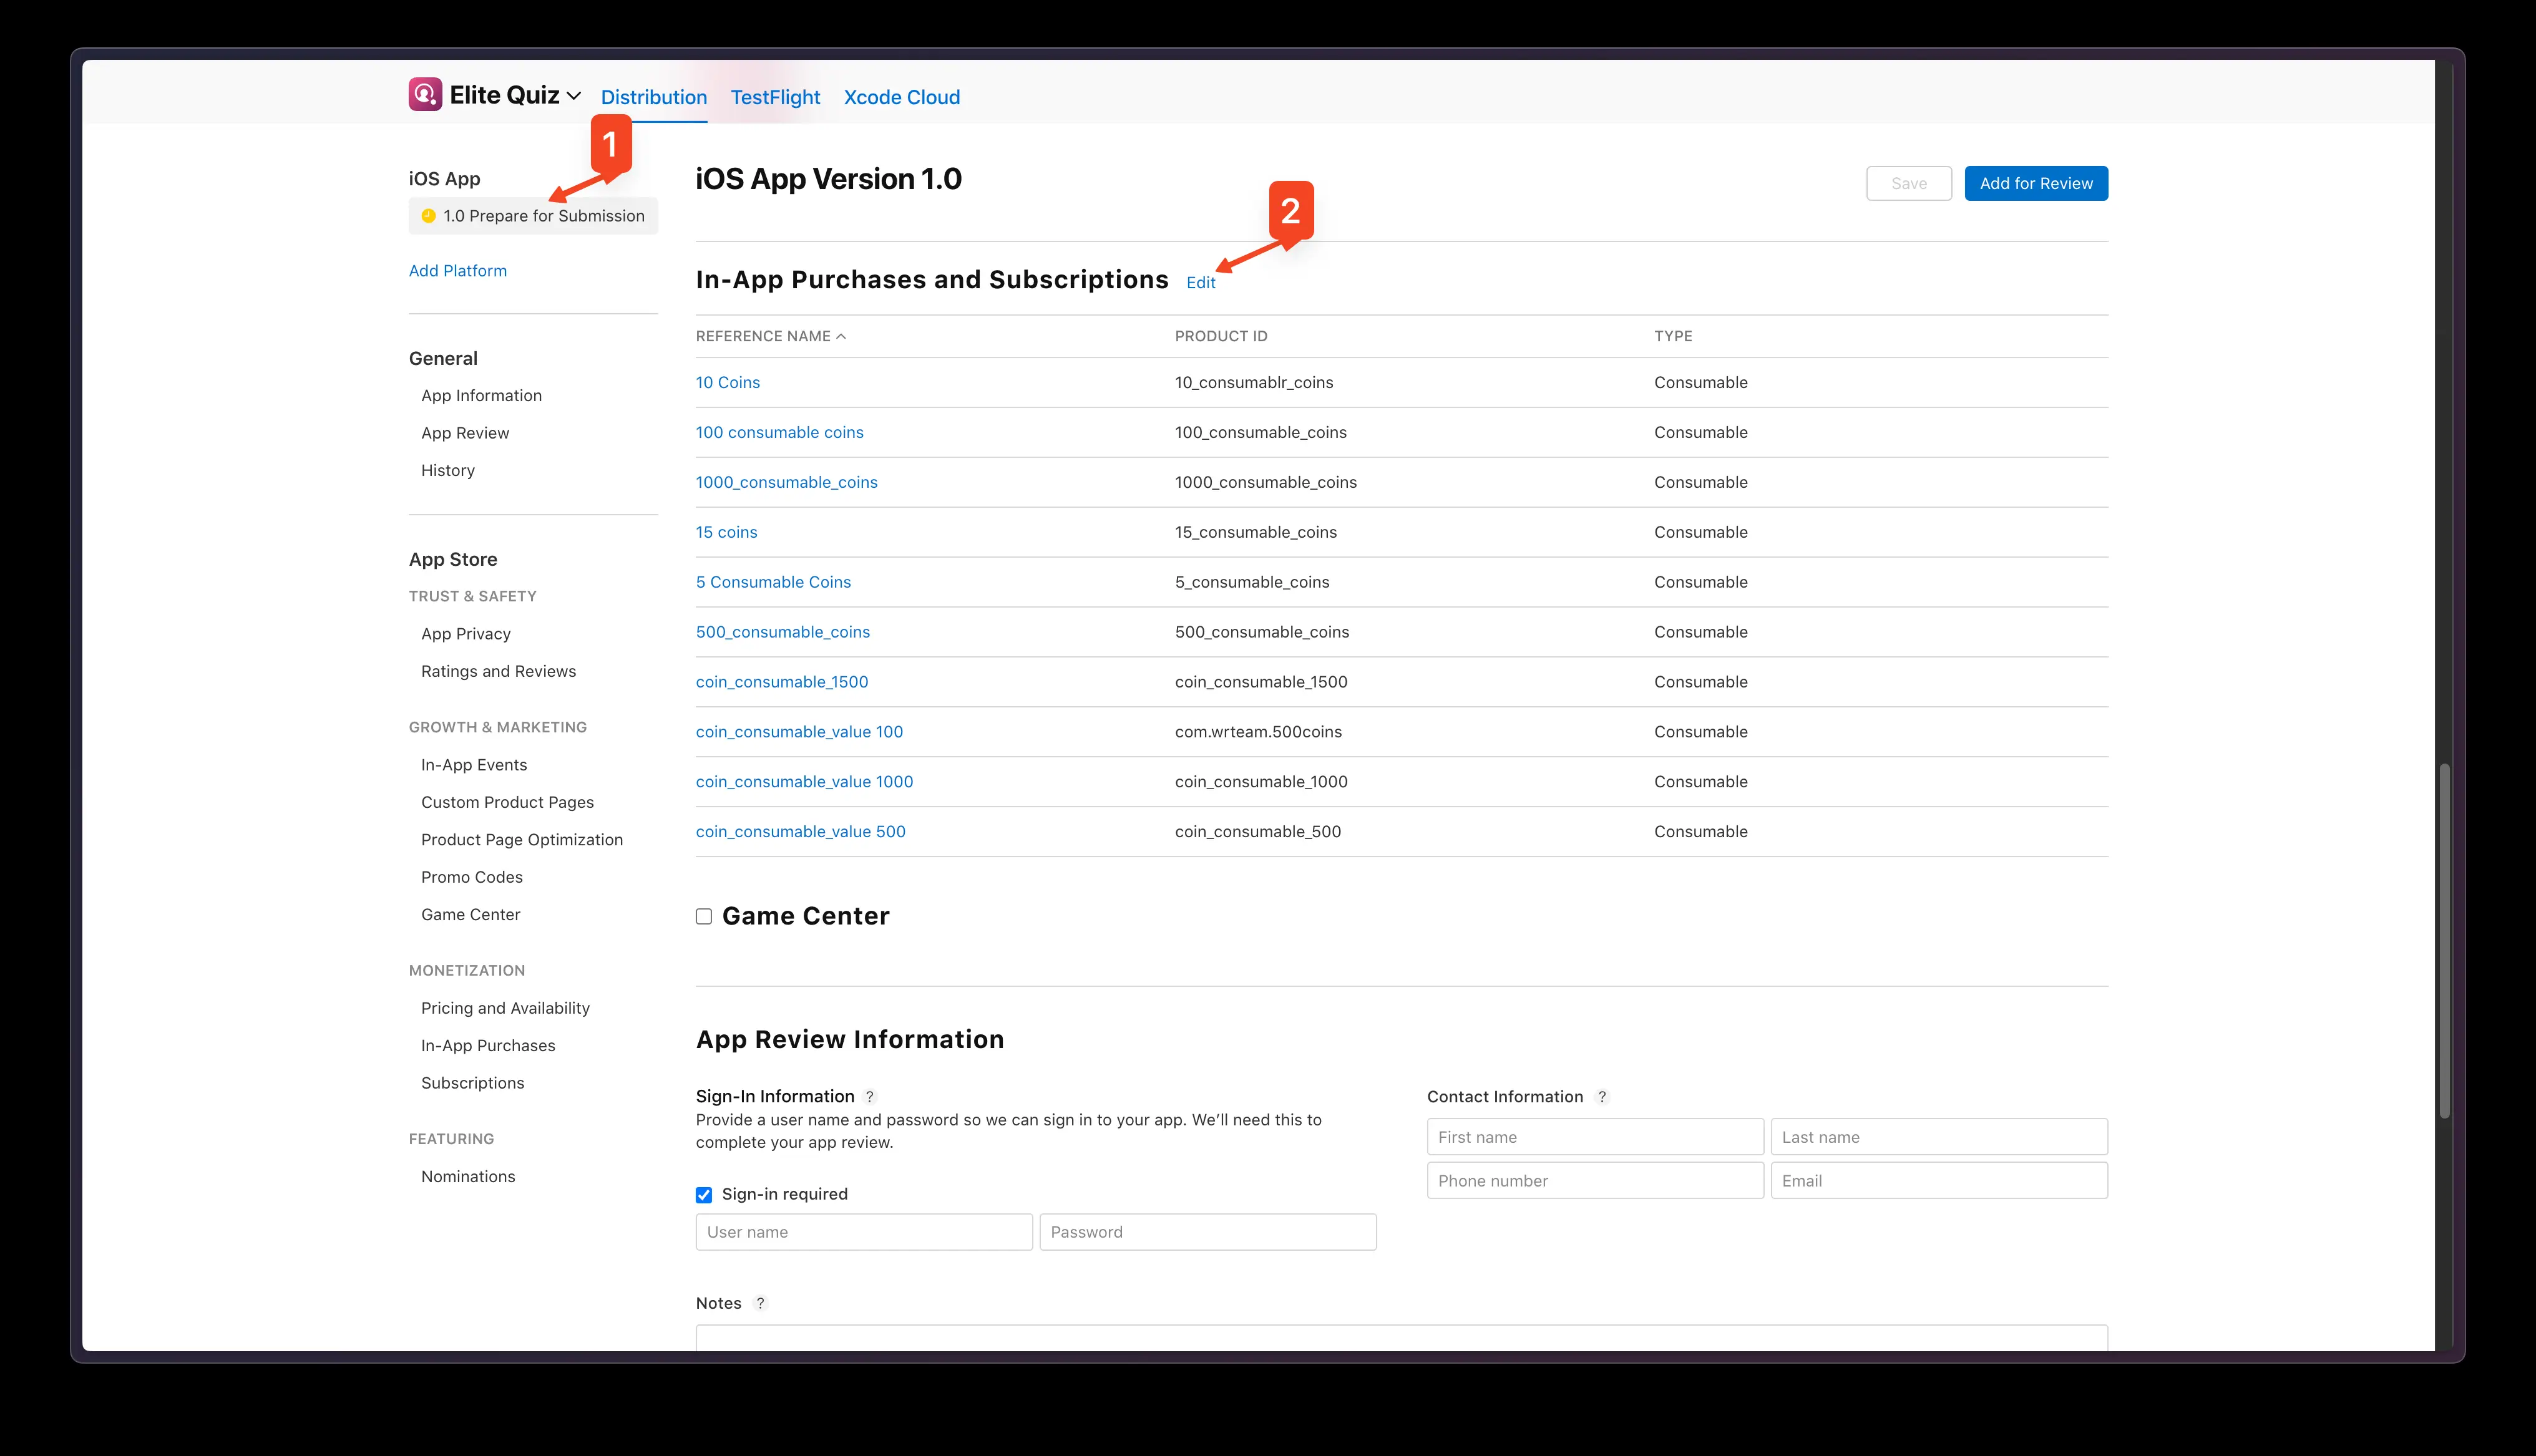 Elite Quiz
Distribution
TestFlight
Xcode Cloud
1
iOS App
1.0 Prepare for Submission
Add Platform
General
App Information
App Review
History
App Store
TRUST & SAFETY
App Privacy
Ratings and Reviews
GROWTH & MARKETING
In-App Events
Custom Product Pages
Product Page Optimization
Promo Codes
Game Center
MONETIZATION
Pricing and Availability
In-App Purchases
Subscriptions
FEATURING
Nominations
iOS App Version 1.0
Save
Add for Review
2
In-App Purchases and Subscriptions Edit
REFERENCE NAME PRODUCT ID TYPE
10 Coins 10_consumablr_coins Consumable
100 consumable coins 100_consumable_coins Consumable
1000_consumable_coins 1000_consumable_coins Consumable
15 coins 15_consumable_coins Consumable
5 Consumable Coins 5_consumable_coins Consumable
500_consumable_coins 500_consumable_coins Consumable
coin_consumable_1500 coin_consumable_1500 Consumable
coin_consumable_value 100 com.wrteam.500coins Consumable
coin_consumable_value 1000 coin_consumable_1000 Consumable
coin_consumable_value 500 coin_consumable_500 Consumable
Game Center
App Review Information
Sign-In Information ?
Provide a user name and password so we can sign in to your app. We’ll need this to
complete your app review.
Sign-in required
User name
Password
Contact Information ?
First name
Last name
Phone number
Email
Notes ?